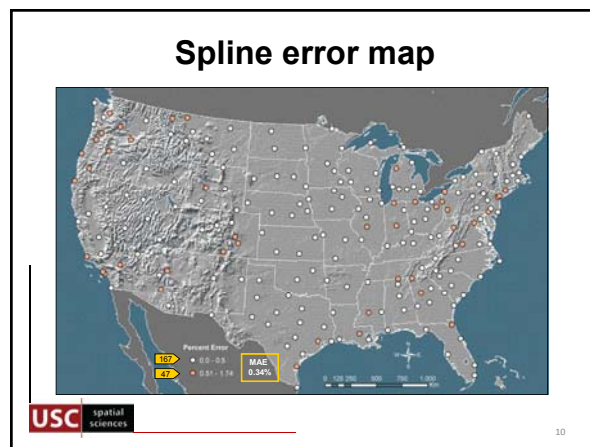 Spline error map
Percent Error
167
0.0 - 0.5
47
0.51 - 1.74
MAE
0.34%
N
0 125 250 500 750 1,000
Km
USC spatial
sciences
10